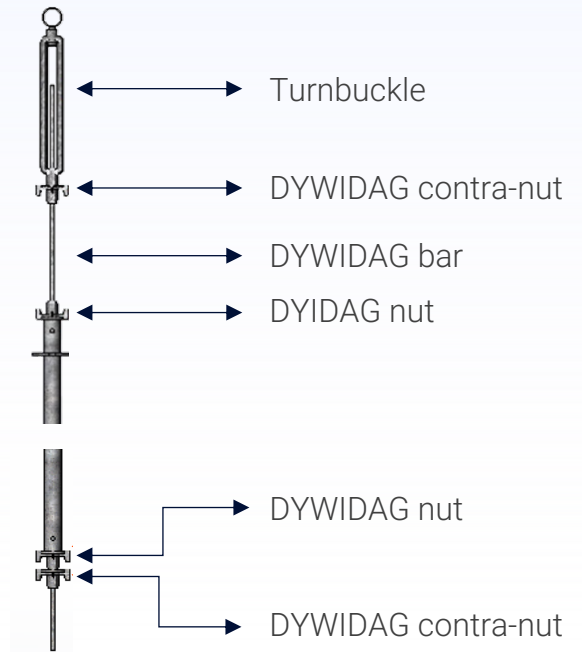 Turnbuckle
DYWIDAG contra-nut
DYWIDAG bar
DYIDAG nut
DYWIDAG nut
DYWIDAG contra-nut